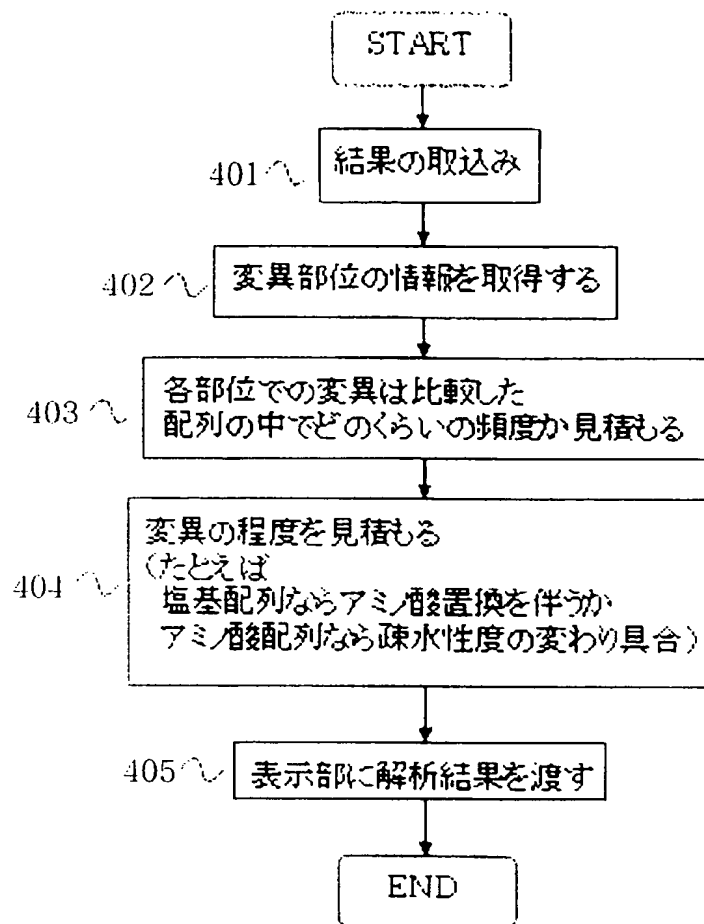 START
401
結果の取込み
402
変異部位の情報を取得する
403
各部位での変異は比較した
配列の中でどのくらいの頻度か見積もる
404
変異の程度を見積もる
(たとえば
塩基配列ならアミノ酸置換を伴うか
アミノ酸配列なら疎水性度の変わり具合)
405
表示部に解析結果を渡す
END